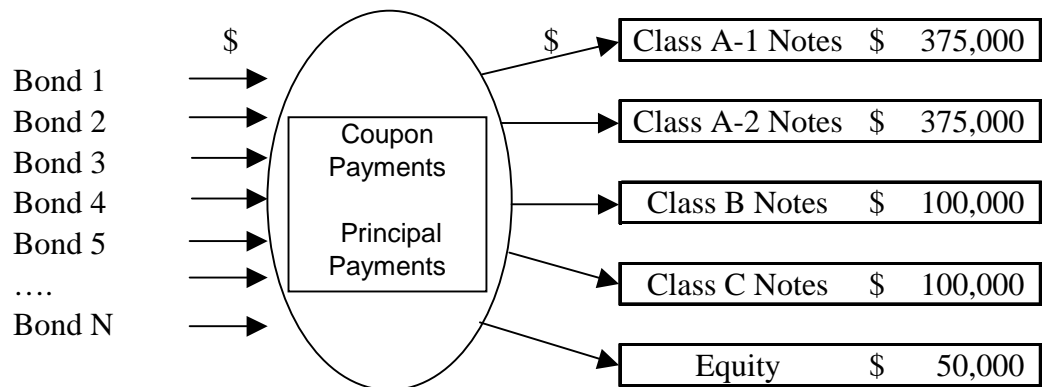 $ $ Class A-1 Notes $ 375,000
Bond 1
Bond 2 Class A-2 Notes $ 375,000
Bond 3 Coupon
Payments
Bond 4 Class B Notes $ 100,000
Bond 5 Principal
Payments
…. Class C Notes $ 100,000
Bond N
Equity $ 50,000